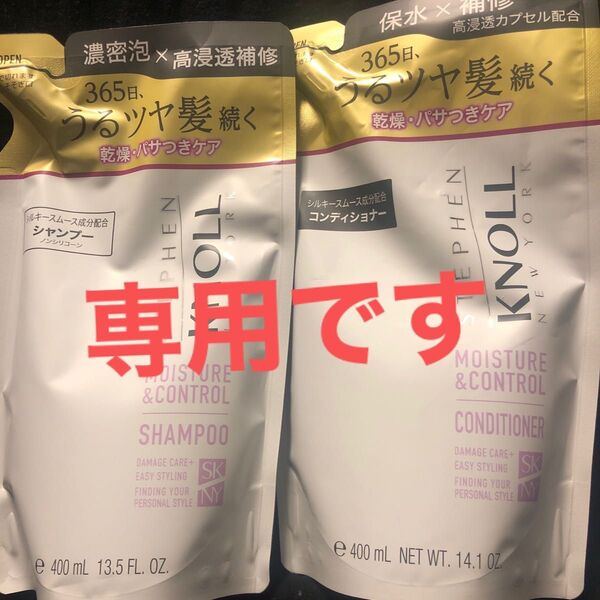 OPEN
濃密泡×高浸透補修
365日、
うるツヤ髪続く
乾燥・パサつきケア
シルキースムース成分配合
シャンプー
ノンシリコーン
KNOLL
MOISTURE
&CONTROL
SHAMPOO
DAMAGE CARE+
EASY STYLING
FINDING YOUR
PERSONAL STYLE
SK
NY
e 400 mL 13.5 FL. OZ.
保水×補修
高浸透カプセル配合
365日、
うるツヤ髪続く
乾燥・パサつきケア
シルキースムース成分配合
コンディショナー
KNOLL
NEW YORK
MOISTURE
&CONTROL
CONDITIONER
DAMAGE CARE+
EASY STYLING
FINDING YOUR
PERSONAL STYLE
SK
NY
e 400 mL NET WT. 14.1 OZ.
専用です